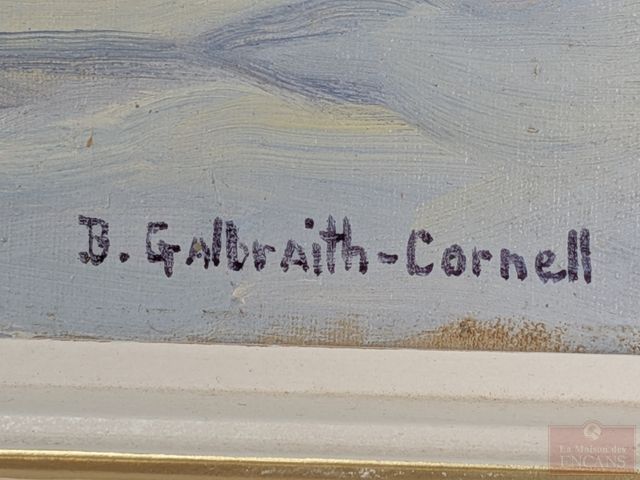 B. Galbraith-Cornell
La Maison des
ENCANS